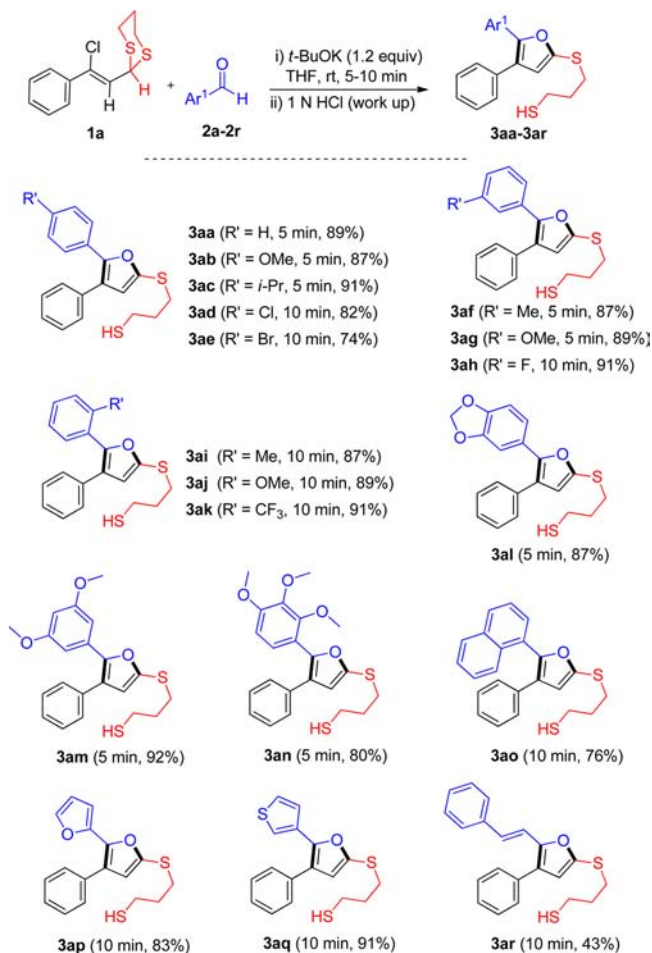 Cl
S
S
H
H
1a
+
O
Ar¹
H
2a-2r
i) t-BuOK (1.2 equiv)
THF, rt, 5-10 min
ii) 1 N HCl (work up)
Ar¹
O
S
HS
3aa-3ar
R'
O
S
HS
3aa (R' = H, 5 min, 89%)
3ab (R' = OMe, 5 min, 87%)
3ac (R' = i-Pr, 5 min, 91%)
3ad (R' = Cl, 10 min, 82%)
3ae (R' = Br, 10 min, 74%)
R'
O
S
HS
3af (R' = Me, 5 min, 87%)
3ag (R' = OMe, 5 min, 89%)
3ah (R' = F, 10 min, 91%)
R'
O
S
HS
3ai (R' = Me, 10 min, 87%)
3aj (R' = OMe, 10 min, 89%)
3ak (R' = CF₃, 10 min, 91%)
O
O
O
S
HS
3al (5 min, 87%)
O
O
O
S
HS
3am (5 min, 92%)
O
O
O
O
S
HS
3an (5 min, 80%)
O
S
HS
3ao (10 min, 76%)
O
O
S
HS
3ap (10 min, 83%)
S
O
S
HS
3aq (10 min, 91%)
O
S
HS
3ar (10 min, 43%)